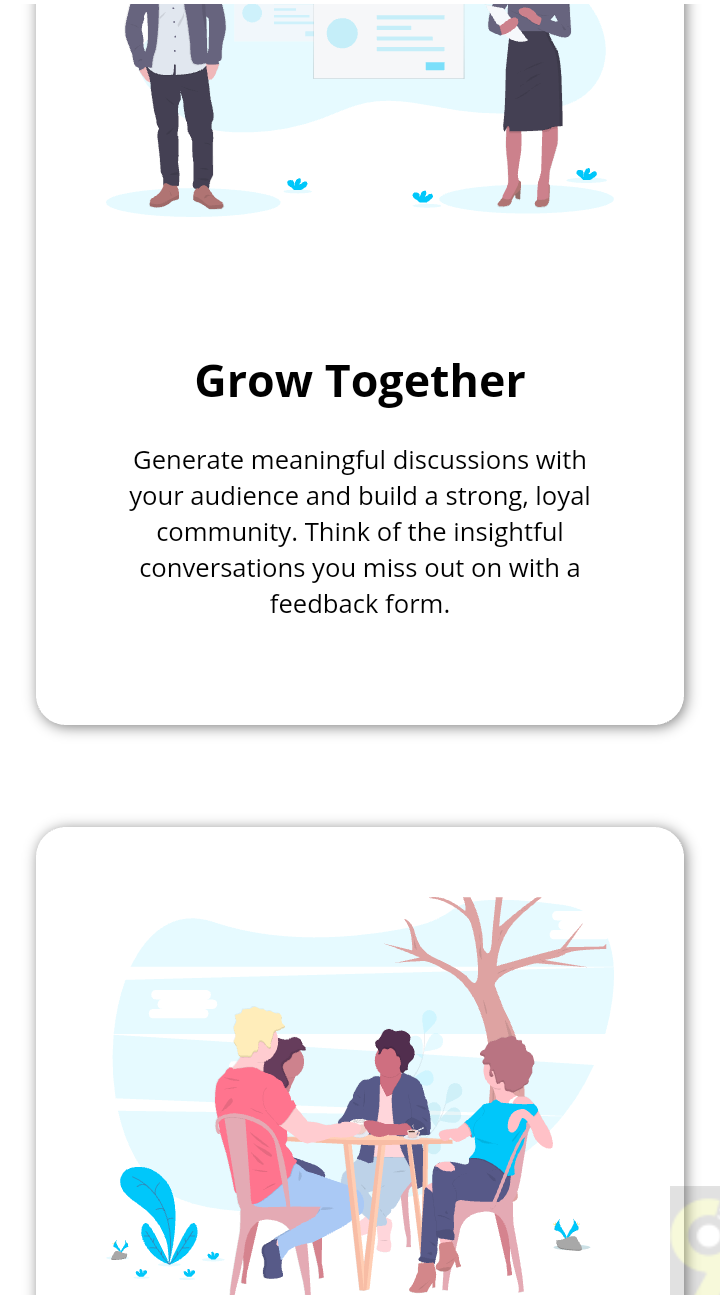 Grow Together
Generate meaningful discussions with
your audience and build a strong, loyal
community. Think of the insightful
conversations you miss out on with a
feedback form.